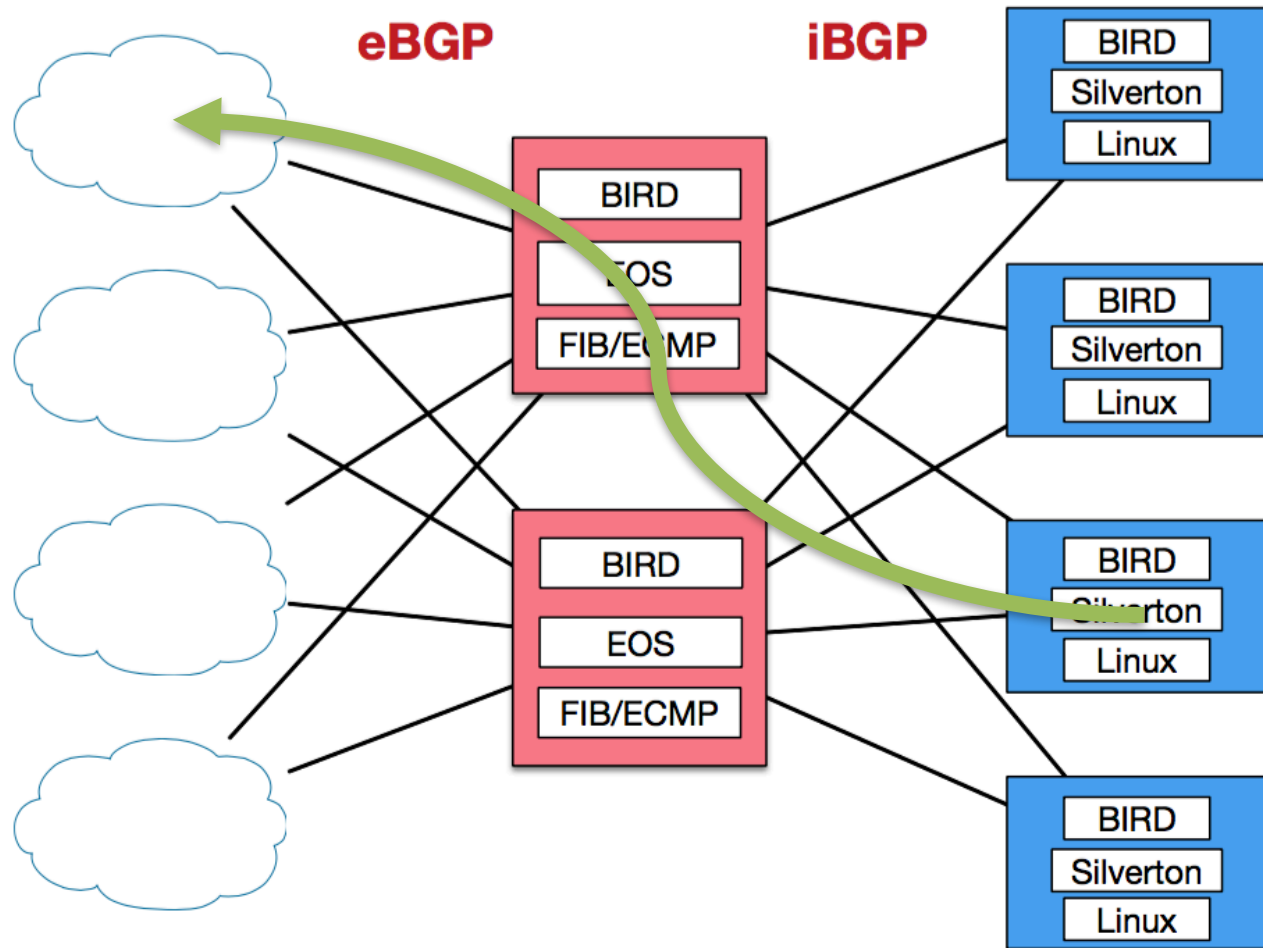 eBGP
iBGP
BIRD
EOS
FIB/ECMP
BIRD
EOS
FIB/ECMP
BIRD
Silverton
Linux
BIRD
Silverton
Linux
BIRD
Silverton
Linux
BIRD
Silverton
Linux